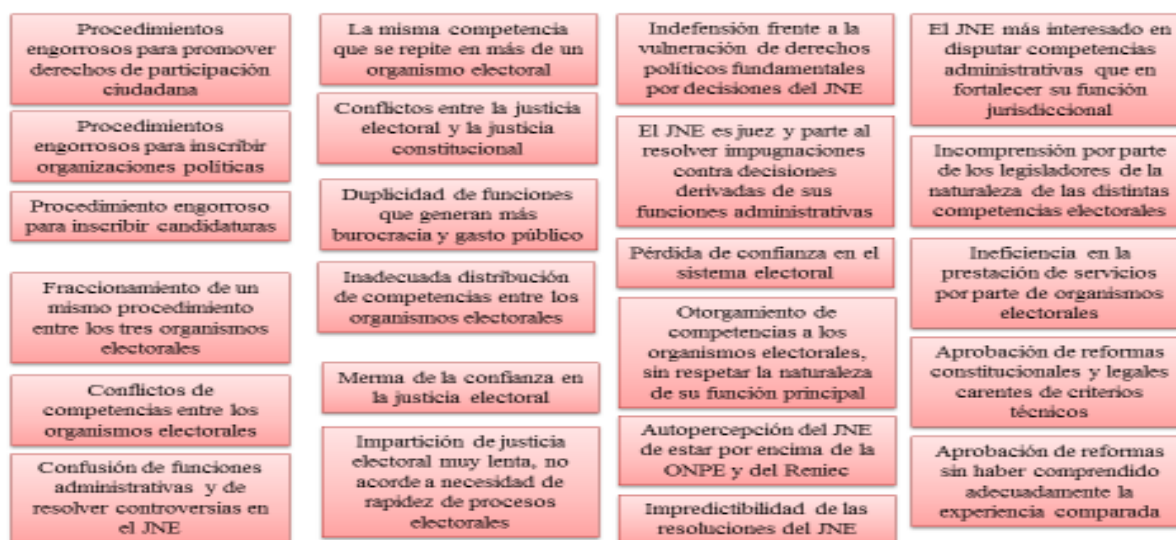 Procedimientos
engorrosos para promover
derechos de participación
ciudadana
Procedimientos
engorrosos para inscribir
organizaciones políticas
Procedimiento engorroso
para inscribir candidaturas
Fraccionamiento de un
mismo procedimiento
entre los tres organismos
electorales
Conflictos de
competencias entre los
organismos electorales
Confusión de funciones
administrativas y de
resolver controversias en
el JNE
La misma competencia
que se repite en más de un
organismo electoral
Conflictos entre la justicia
electoral y la justicia
constitucional
Duplicidad de funciones
que generan más
burocracia y gasto público
Inadecuada distribución
de competencias entre los
organismos electorales
Merma de la confianza en
la justicia electoral
Impartición de justicia
electoral muy lenta, no
acorde a necesidad de
rapidez de procesos
electorales
Indefensión frente a la
vulneración de derechos
políticos fundamentales
por decisiones del JNE
El JNE es juez y parte al
resolver impugnaciones
contra decisiones
derivadas de sus
funciones administrativas
Pérdida de confianza en el
sistema electoral
Otorgamiento de
competencias a los
organismos electorales,
sin respetar la naturaleza
de su función principal
Autopercepción del JNE
de estar por encima de la
ONPE y del Reniec
Impredictibilidad de las
resoluciones del JNE
El JNE más interesado en
disputar competencias
administrativas que en
fortalecer su función
jurisdiccional
Incomprensión por parte
de los legisladores de la
naturaleza de las distintas
competencias electorales
Ineficiencia en la
prestación de servicios
por parte de organismos
electorales
Aprobación de reformas
constitucionales y legales
carentes de criterios
técnicos
Aprobación de reformas
sin haber comprendido
adecuadamente la
experiencia comparada